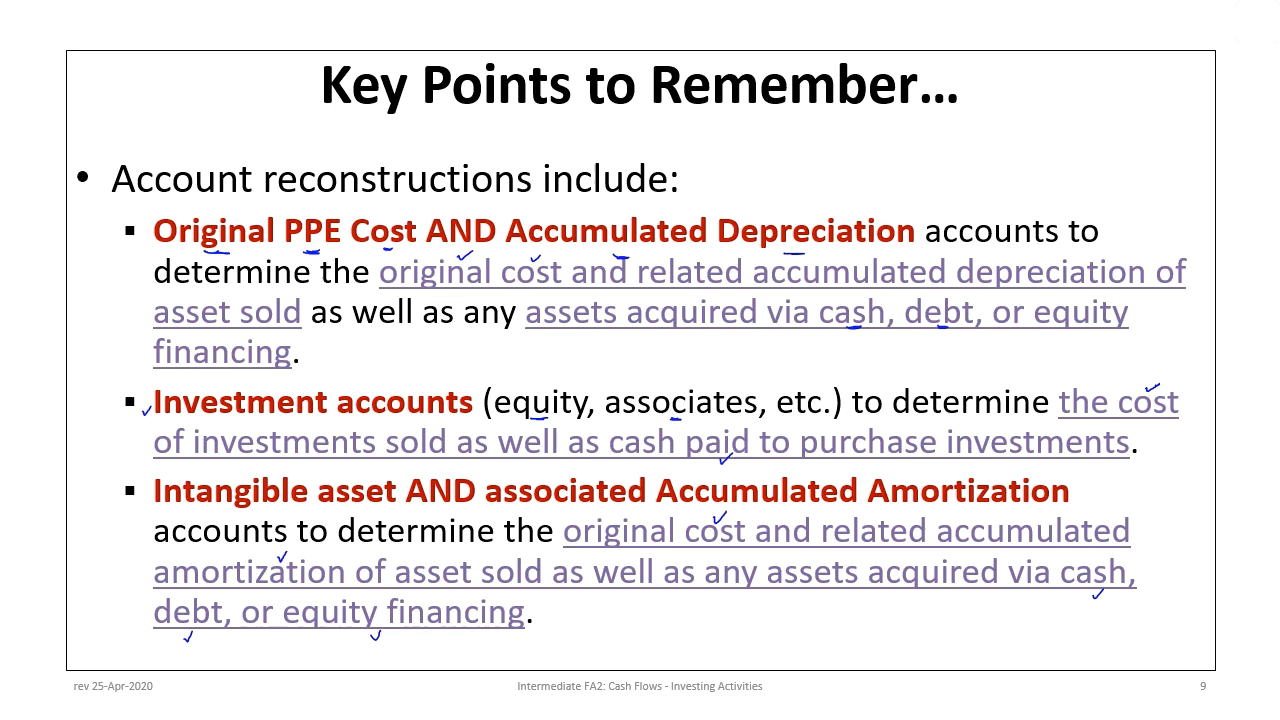 Key Points to Remember…
• Account reconstructions include:
▪ Original PPE Cost AND Accumulated Depreciation accounts to
determine the original cost and related accumulated depreciation of
asset sold as well as any assets acquired via cash, debt, or equity
financing.
▪ Investment accounts (equity, associates, etc.) to determine the cost
of investments sold as well as cash paid to purchase investments.
▪ Intangible asset AND associated Accumulated Amortization
accounts to determine the original cost and related accumulated
amortization of asset sold as well as any assets acquired via cash,
debt, or equity financing.
rev 25-Apr-2020 Intermediate FA2: Cash Flows - Investing Activities 9